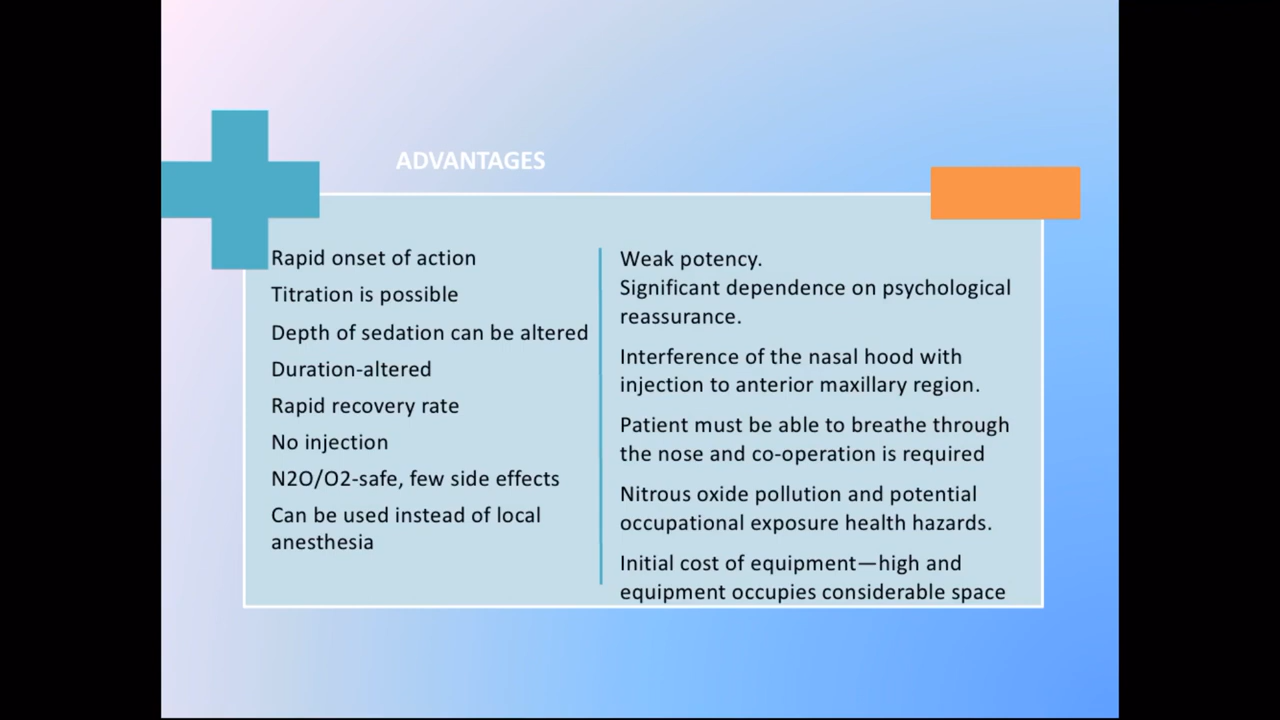 ADVANTAGES
Rapid onset of action
Titration is possible
Depth of sedation can be altered
Duration-altered
Rapid recovery rate
No injection
N2O/O2-safe, few side effects
Can be used instead of local
anesthesia
Weak potency.
Significant dependence on psychological
reassurance.
Interference of the nasal hood with
injection to anterior maxillary region.
Patient must be able to breathe through
the nose and co-operation is required
Nitrous oxide pollution and potential
occupational exposure health hazards.
Initial cost of equipment—high and
equipment occupies considerable space